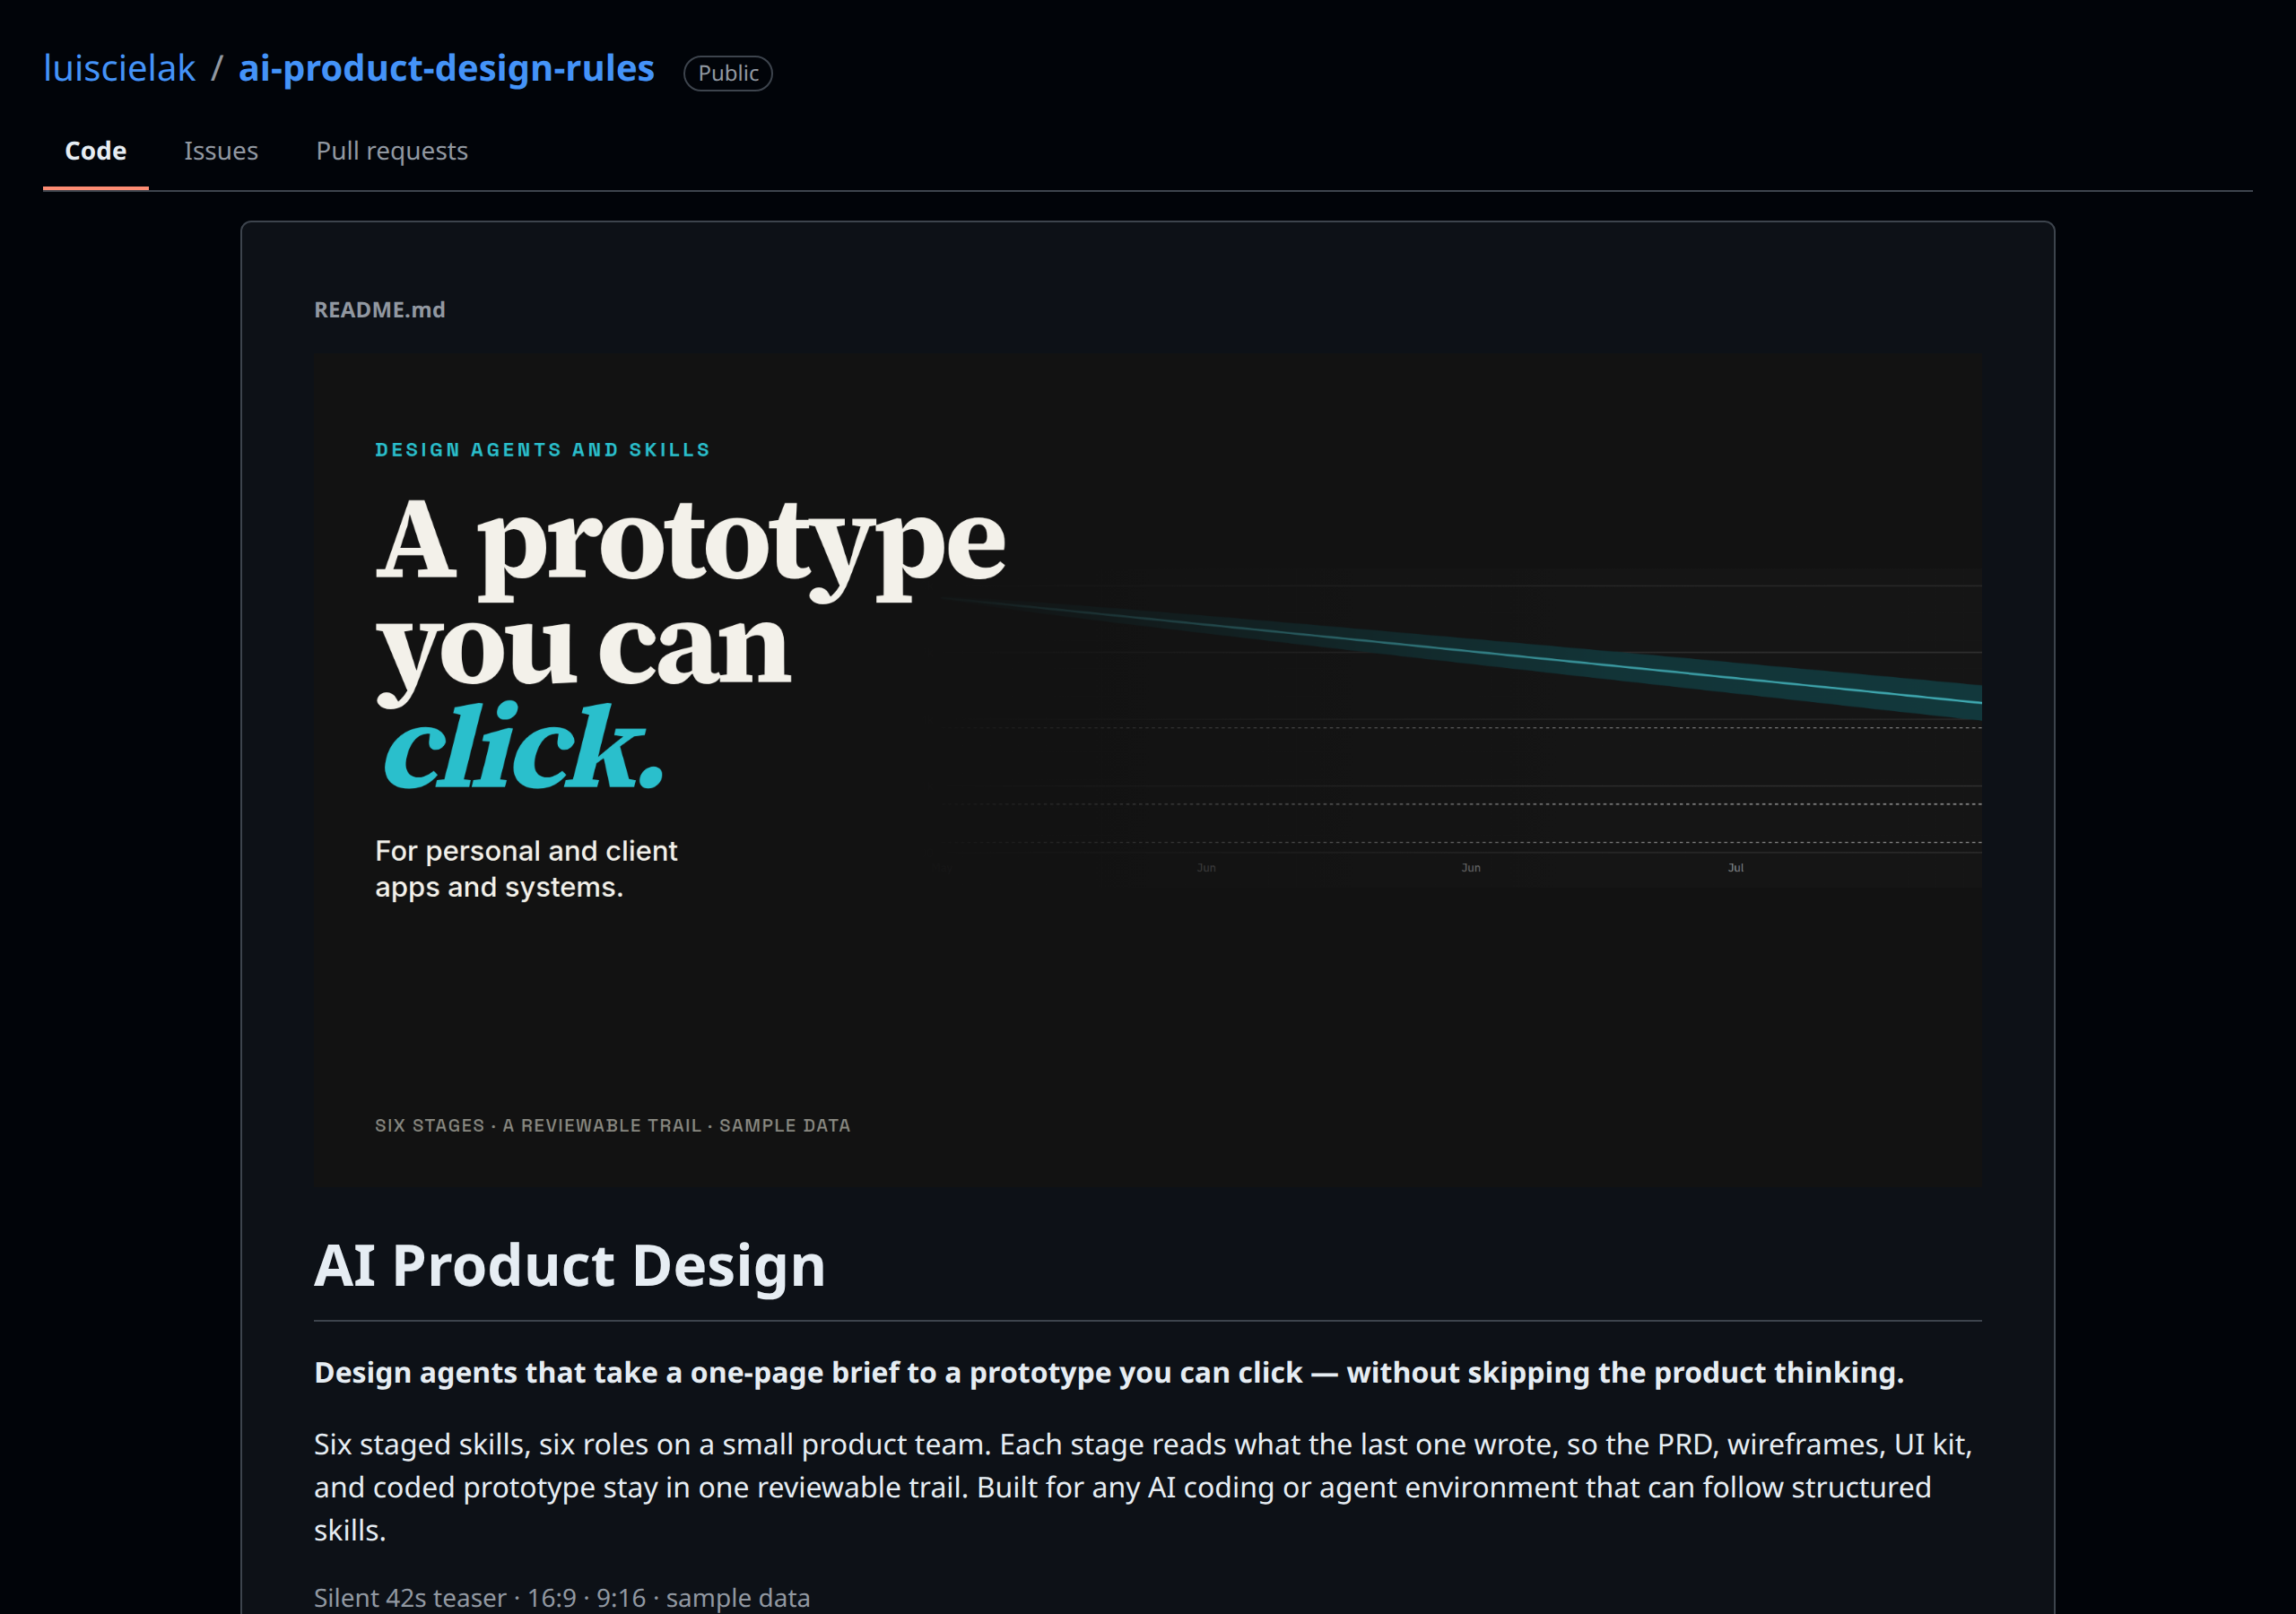 luiscielak / ai-product-design-rules Public
Code Issues Pull requests
README.md
DESIGN AGENTS AND SKILLS
A prototype
you can
click.
For personal and client
apps and systems.
Jun Jun Jul
SIX STAGES · A REVIEWABLE TRAIL · SAMPLE DATA
AI Product Design
Design agents that take a one-page brief to a prototype you can click — without skipping the product thinking.
Six staged skills, six roles on a small product team. Each stage reads what the last one wrote, so the PRD, wireframes, UI kit,
and coded prototype stay in one reviewable trail. Built for any AI coding or agent environment that can follow structured
skills.
Silent 42s teaser · 16:9 · 9:16 · sample data